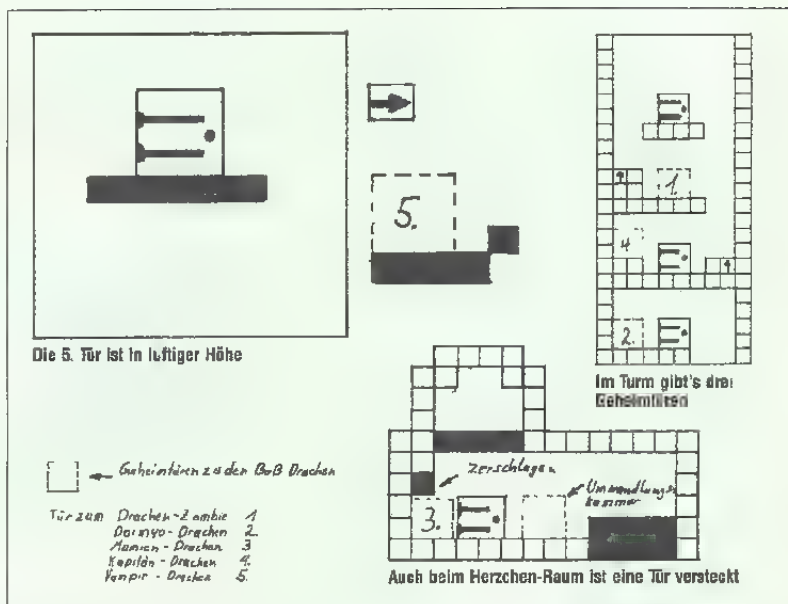 5.
1.
4
2.
Die 5. Tür ist in luftiger Höhe
Im Turm gibt's drei
Geheimtüren
Geheimtüren zu den Boß Drachen
Zerschlagen
Umwandlungs
kammer
3.
Tür zum Drachen-Zombie 1
Daimyo-Drachen 2.
Mumien-Drachen 3
Kapitän-Drachen 4.
Vampir-Drachen 5.
Auch beim Herzchen-Raum ist eine Tür versteckt